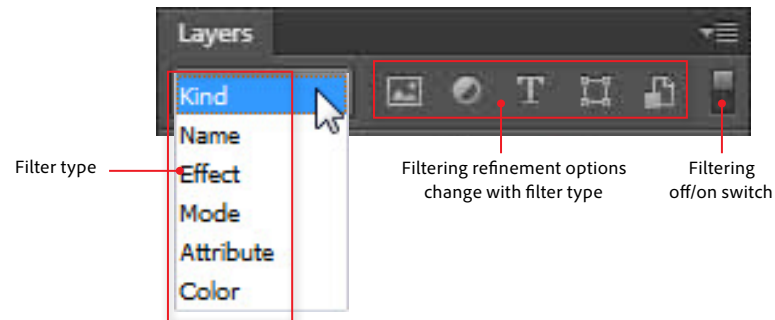 Layers
Kind
Name
Effect
Mode
Attribute
Color
Filter type
Filtering refinement options
change with filter type
Filtering
off/on switch